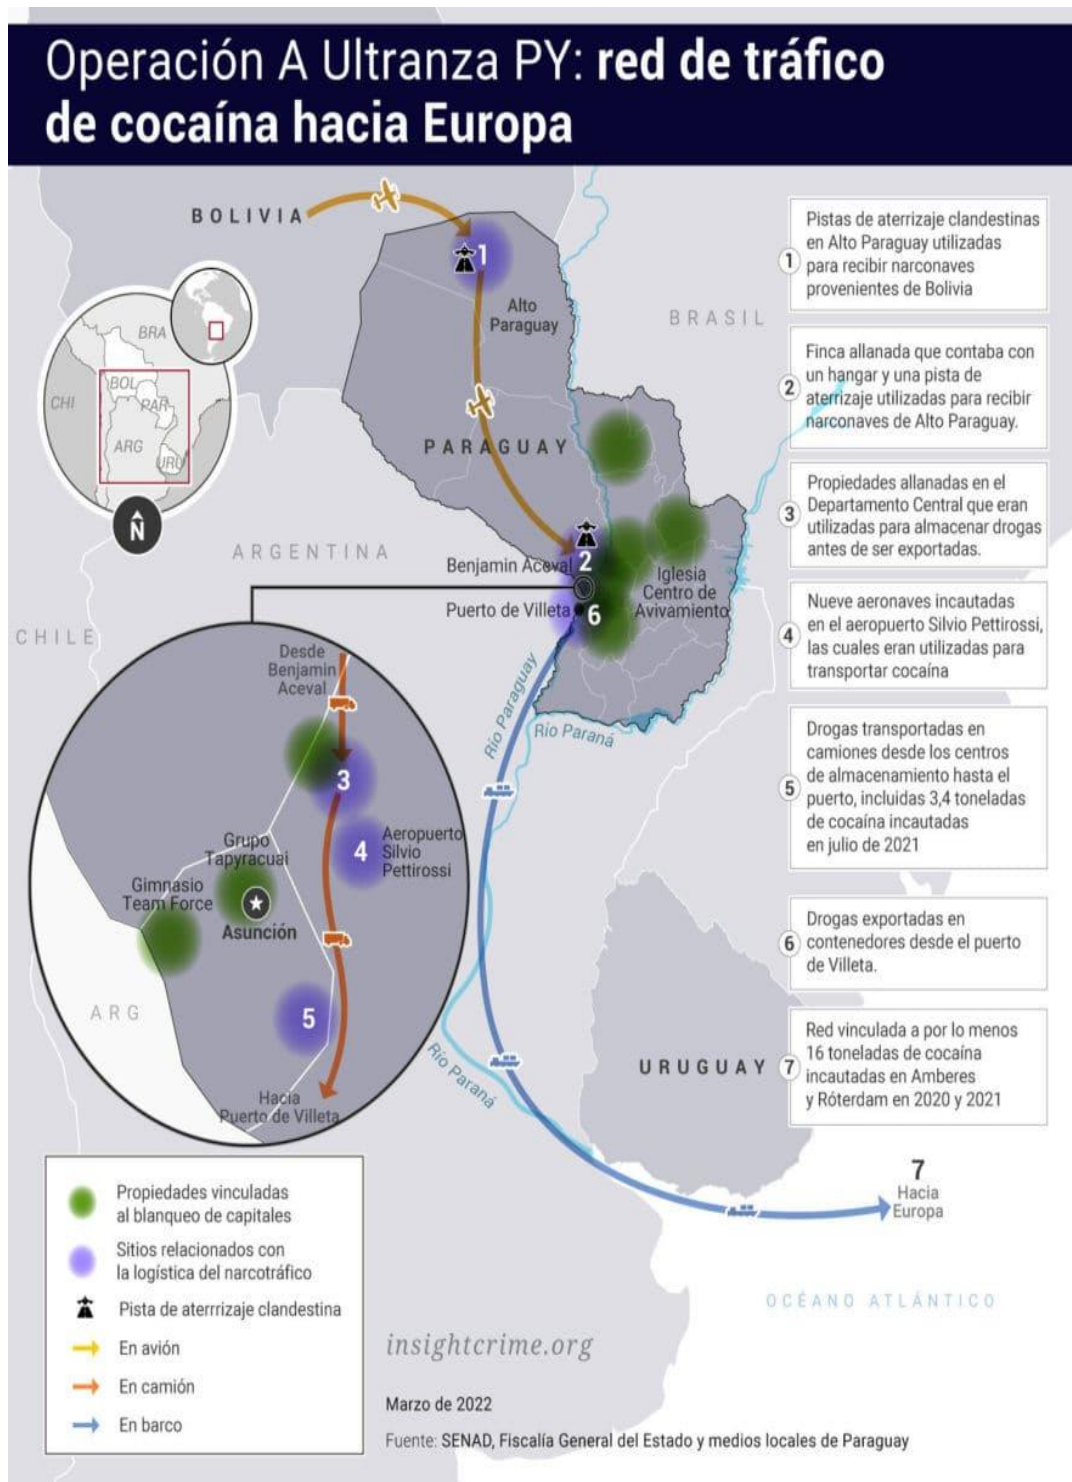 Operación A Ultranza PY: red de tráfico
de cocaína hacia Europa
BOLIVIA
1
Alto
Paraguay
BRASIL
BRA
BOL
CHI
PAR
ARG
URU
N
PARAGUAY
ARGENTINA
CHILE
2
Benjamin Aceval
Puerto de Villeta
6
Iglesia
Centro de
Avivamiento
Río Paraguay
Río Paraná
Desde
Benjamin
Aceval
3
4
Aeropuerto
Silvio
Pettirossi
Grupo
Tapyracuai
Gimnasio
Team Force
Asunción
ARG
5
Hacia
Puerto de Villeta
Río Paraná
URUGUAY
7
Hacia
Europa
OCÉANO ATLÁNTICO
1
Pistas de aterrizaje clandestinas
en Alto Paraguay utilizadas
para recibir narconaves
provenientes de Bolivia
2
Finca allanada que contaba con
un hangar y una pista de
aterrizaje utilizadas para recibir
narconaves de Alto Paraguay.
3
Propiedades allanadas en el
Departamento Central que eran
utilizadas para almacenar drogas
antes de ser exportadas.
4
Nueve aeronaves incautadas
en el aeropuerto Silvio Pettirossi,
las cuales eran utilizadas para
transportar cocaína
5
Drogas transportadas en
camiones desde los centros
de almacenamiento hasta el
puerto, incluidas 3,4 toneladas
de cocaína incautadas
en julio de 2021
6
Drogas exportadas en
contenedores desde el puerto
de Villeta.
7
Red vinculada a por lo menos
16 toneladas de cocaína
incautadas en Amberes
y Róterdam en 2020 y 2021
Propiedades vinculadas
al blanqueo de capitales
Sitios relacionados con
la logística del narcotráfico
Pista de aterrrizaje clandestina
En avión
En camión
En barco
insightcrime.org
Marzo de 2022
Fuente: SENAD, Fiscalía General del Estado y medios locales de Paraguay